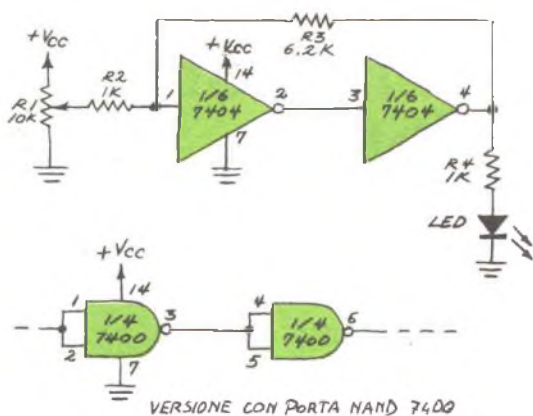 R3
6.2K
+Vcc
+Vcc
R2
1K
14
R1
10K
1
1/6
7404
2
3
1/6
7404
4
7
R4
1K
LED
+Vcc
14
1
2
1/4
7400
3
4
5
1/4
7400
6
7
VERSIONE CON PORTA NAND 7400